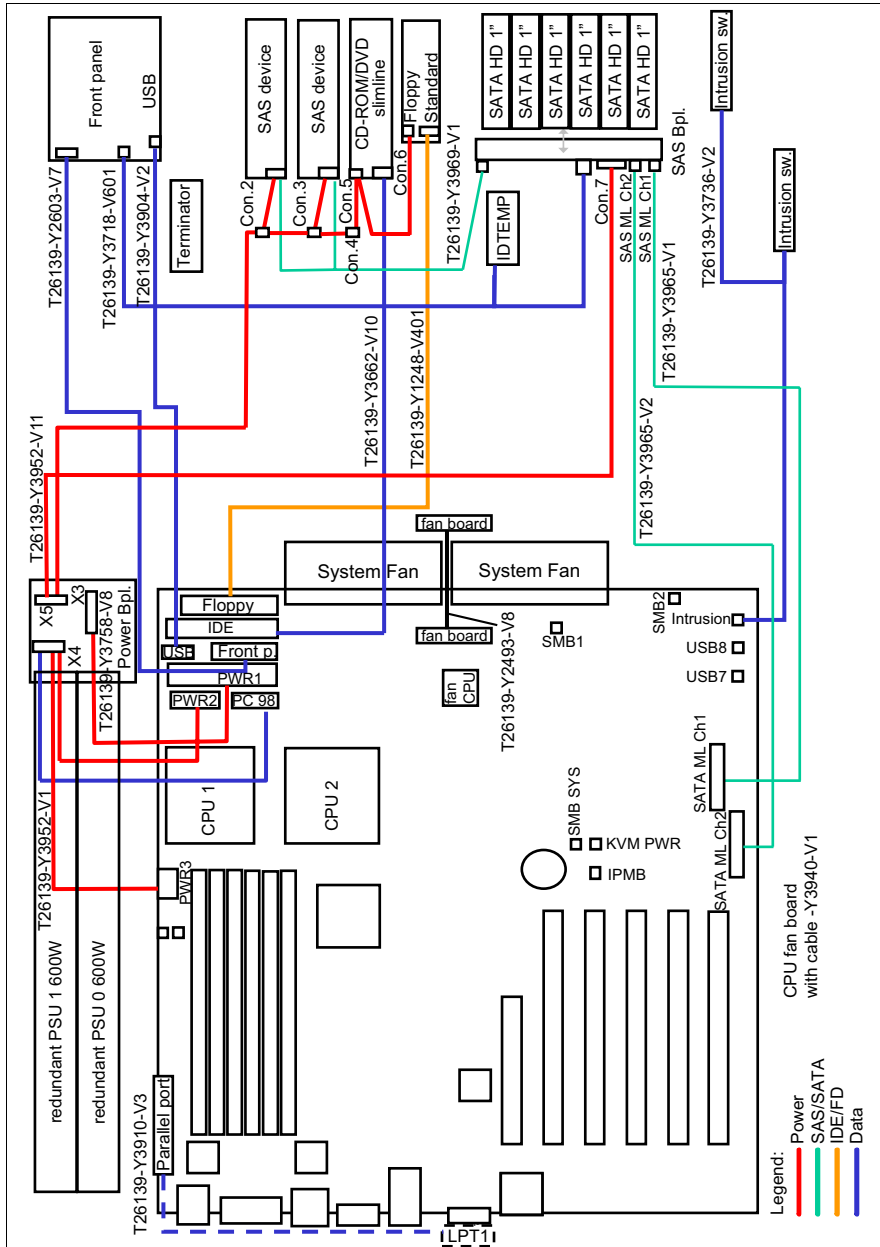 Front panel
USB
SAS device
SAS device
CD-ROM/DVD
slimline
Floppy
Standard
SATA HD 1”
SATA HD 1”
SATA HD 1”
SATA HD 1”
SATA HD 1”
SATA HD 1”
Intrusion sw.
Intrusion sw.
SAS Bpl.
Con.2
Con.3
Con.4
Con.5
Con.6
Con.7
SAS ML Ch2
SAS ML Ch1
IDTEMP
Terminator
T26139-Y2603-V7
T26139-Y3718-V601
T26139-Y3904-V2
T26139-Y3969-V1
T26139-Y3662-V10
T26139-Y1248-V401
T26139-Y3965-V1
T26139-Y3965-V2
T26139-Y3736-V2
T26139-Y3952-V11
X5
X3
X4
T26139-Y3758-V8
Power Bpl.
fan board
System Fan
System Fan
fan board
T26139-Y2493-V8
Floppy
IDE
USB
Front p.
PWR1
PWR2
PC 98
fan
CPU
SMB1
SMB2
Intrusion
USB8
USB7
CPU 1
CPU 2
T26139-Y3952-V1
PWR3
SMB SYS
KVM PWR
IPMB
SATA ML Ch1
SATA ML Ch2
redundant PSU 1 600W
redundant PSU 0 600W
CPU fan board
with cable -Y3940-V1
T26139-Y3910-V3
Parallel port
LPT1
Legend:
Power
SAS/SATA
IDE/FD
Data